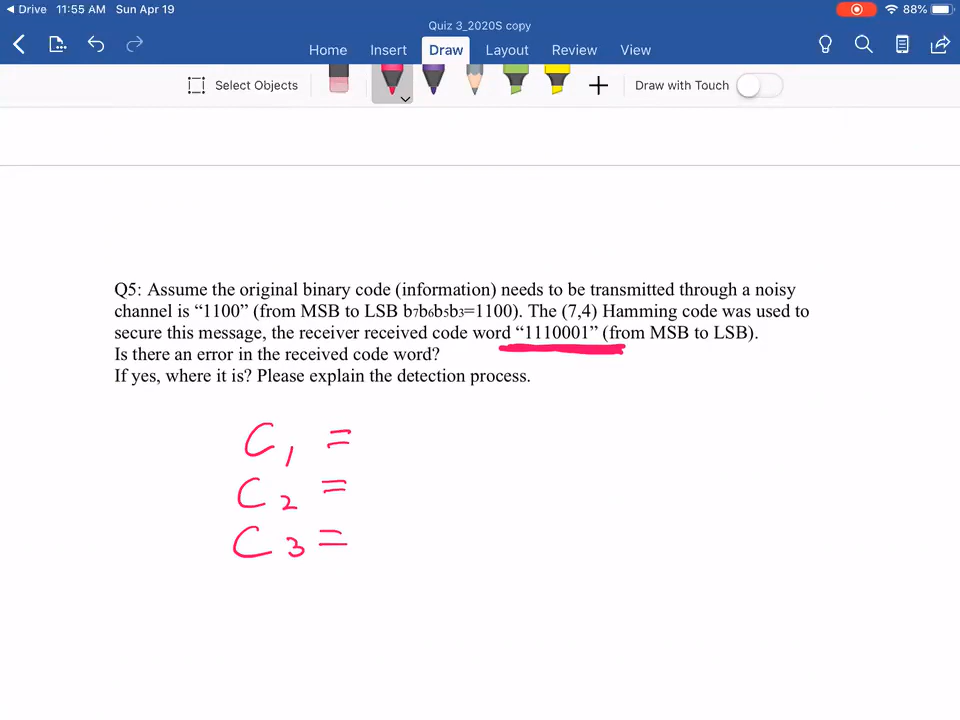 Drive 11:55 AM Sun Apr 19 88%
Quiz 3_2020S copy
Home Insert Draw Layout Review View
Select Objects Draw with Touch
Q5: Assume the original binary code (information) needs to be transmitted through a noisy
channel is “1100” (from MSB to LSB b7b6b5b3=1100). The (7,4) Hamming code was used to
secure this message, the receiver received code word “1110001” (from MSB to LSB).
Is there an error in the received code word?
If yes, where it is? Please explain the detection process.
C1 =
C2 =
C3 =